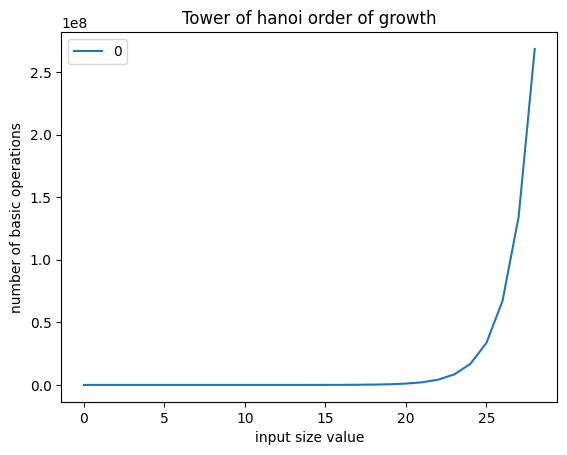 Tower of hanoi order of growth
1e8
0
2.5
2.0
1.5
1.0
0.5
0.0
number of basic operations
0 5 10 15 20 25
input size value